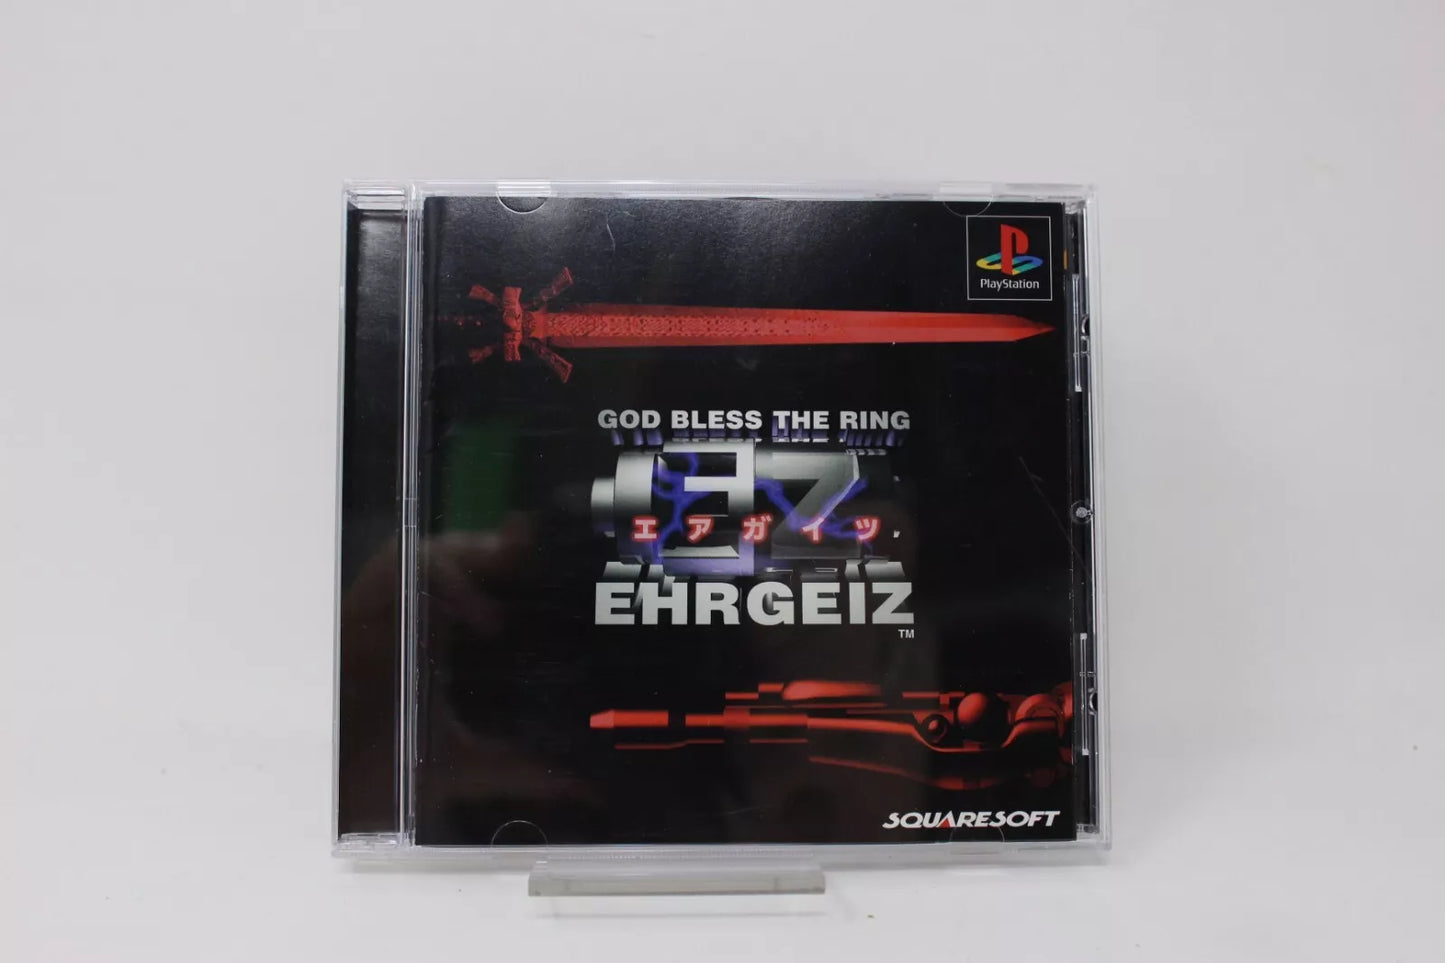 PlayStation
GOD BLESS THE RING
EZ
エアガイツ
EHRGEIZ
TM
SQUARESOFT